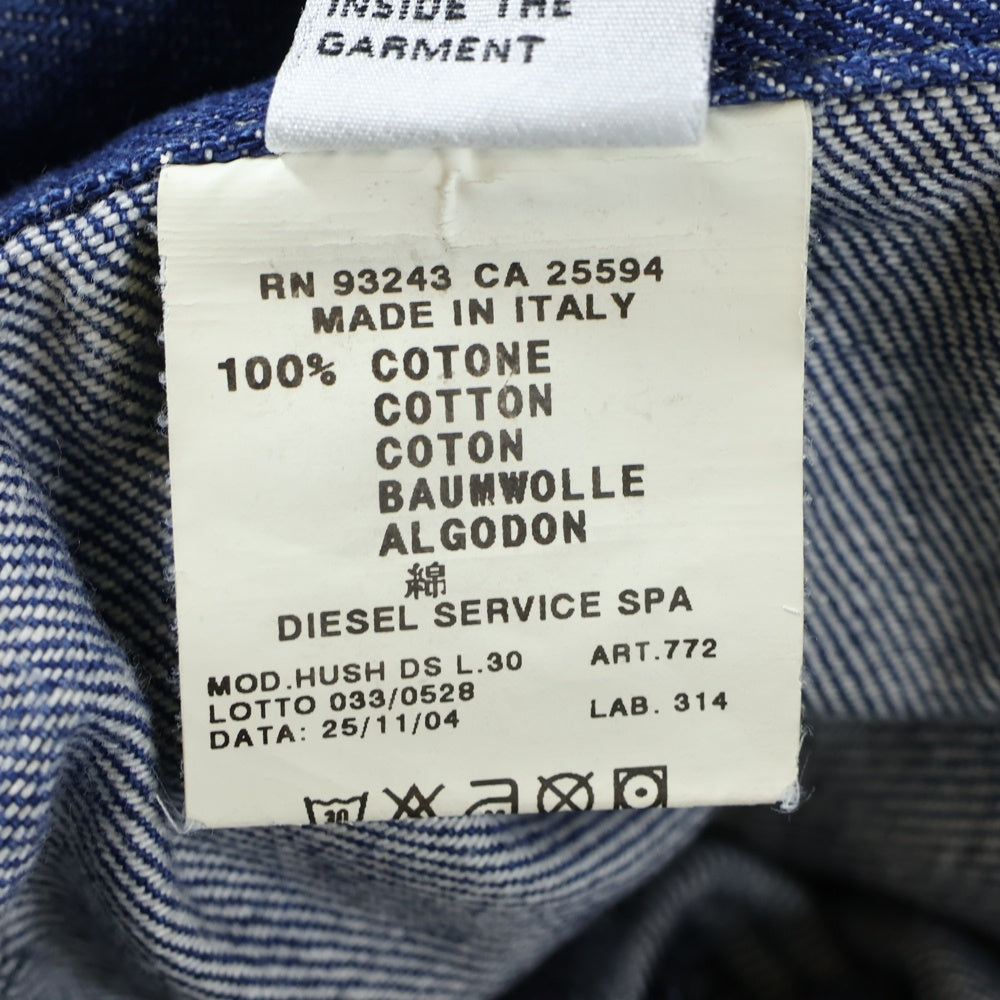 INSIDE THE
GARMENT
RN 93243 CA 25594
MADE IN ITALY
100% COTONE
COTTON
COTON
BAUMWOLLE
ALGODON
綿
DIESEL SERVICE SPA
MOD.HUSH DS L.30 ART.772
LOTTO 033/0528
DATA: 25/11/04 LAB. 314
30